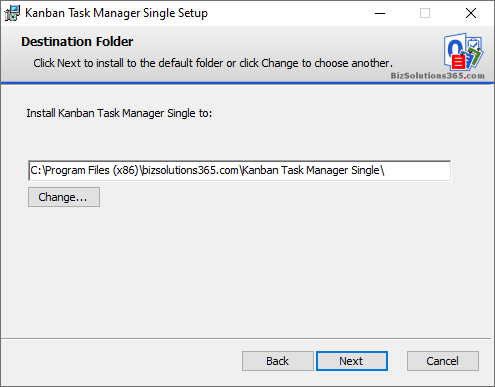 Kanban Task Manager Single Setup
Destination Folder
Click Next to install to the default folder or click Change to choose another.
BizSolutions365.com
Install Kanban Task Manager Single to:
C:\Program Files (x86)\bizsolutions365.com\Kanban Task Manager Single\
Change...
Back
Next
Cancel